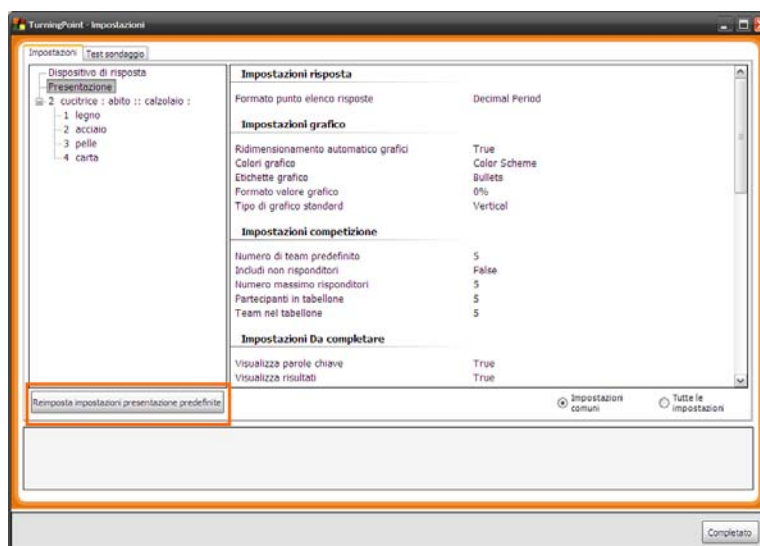 TurningPoint - Impostazioni
Impostazioni
Test sondaggio
Dispositivo di risposta
Presentazione
2 cucitrice : abito :: calzolaio :
1 legno
2 acciaio
3 pelle
4 carta
Impostazioni risposta
Formato punto elenco risposte Decimal Period
Impostazioni grafico
Ridimensionamento automatico grafici True
Colori grafico Color Scheme
Etichette grafico Bullets
Formato valore grafico 0%
Tipo di grafico standard Vertical
Impostazioni competizione
Numero di team predefinito 5
Includi non risponditori False
Numero massimo risponditori 5
Partecipanti in tabellone 5
Team nel tabellone 5
Impostazioni Da completare
Visualizza parole chiave True
Visualizza risultati True
Reimposta impostazioni presentazione predefinite
Impostazioni
comuni
Tutte le
impostazioni
Completato